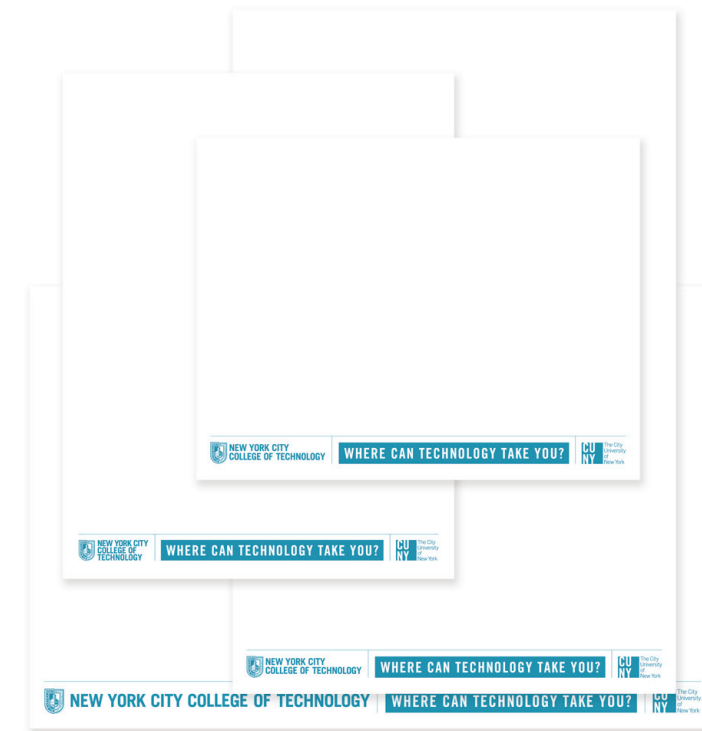 NEW YORK CITY
COLLEGE OF TECHNOLOGY
WHERE CAN TECHNOLOGY TAKE YOU?
CU
NY
The City
University
of
New York
NEW YORK CITY
COLLEGE OF
TECHNOLOGY
WHERE CAN TECHNOLOGY TAKE YOU?
CU
NY
The City
University
of
New York
NEW YORK CITY
COLLEGE OF TECHNOLOGY
WHERE CAN TECHNOLOGY TAKE YOU?
CU
NY
The City
University
of
New York
NEW YORK CITY COLLEGE OF TECHNOLOGY
WHERE CAN TECHNOLOGY TAKE YOU?
CU
NY
The City
University
of
New York